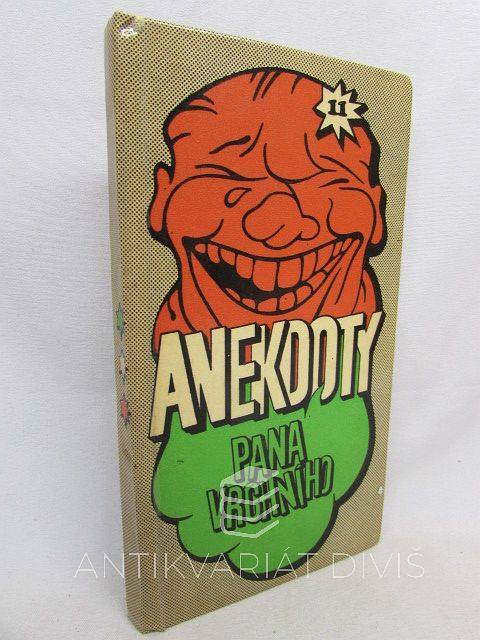 11
ANEKDOTY
PANA
VRCHNÍHO
ANTIKVARIÁT DIVIŠ